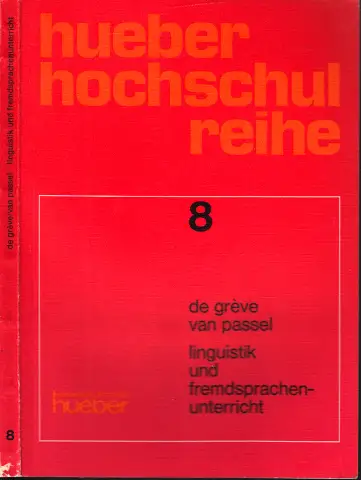 hueber
hochschul
reihe
8
de grève
van passel
linguistik
und
fremdsprachen-
unterricht
hueber
de grève/van passel linguistik und fremdsprachenunterricht
8